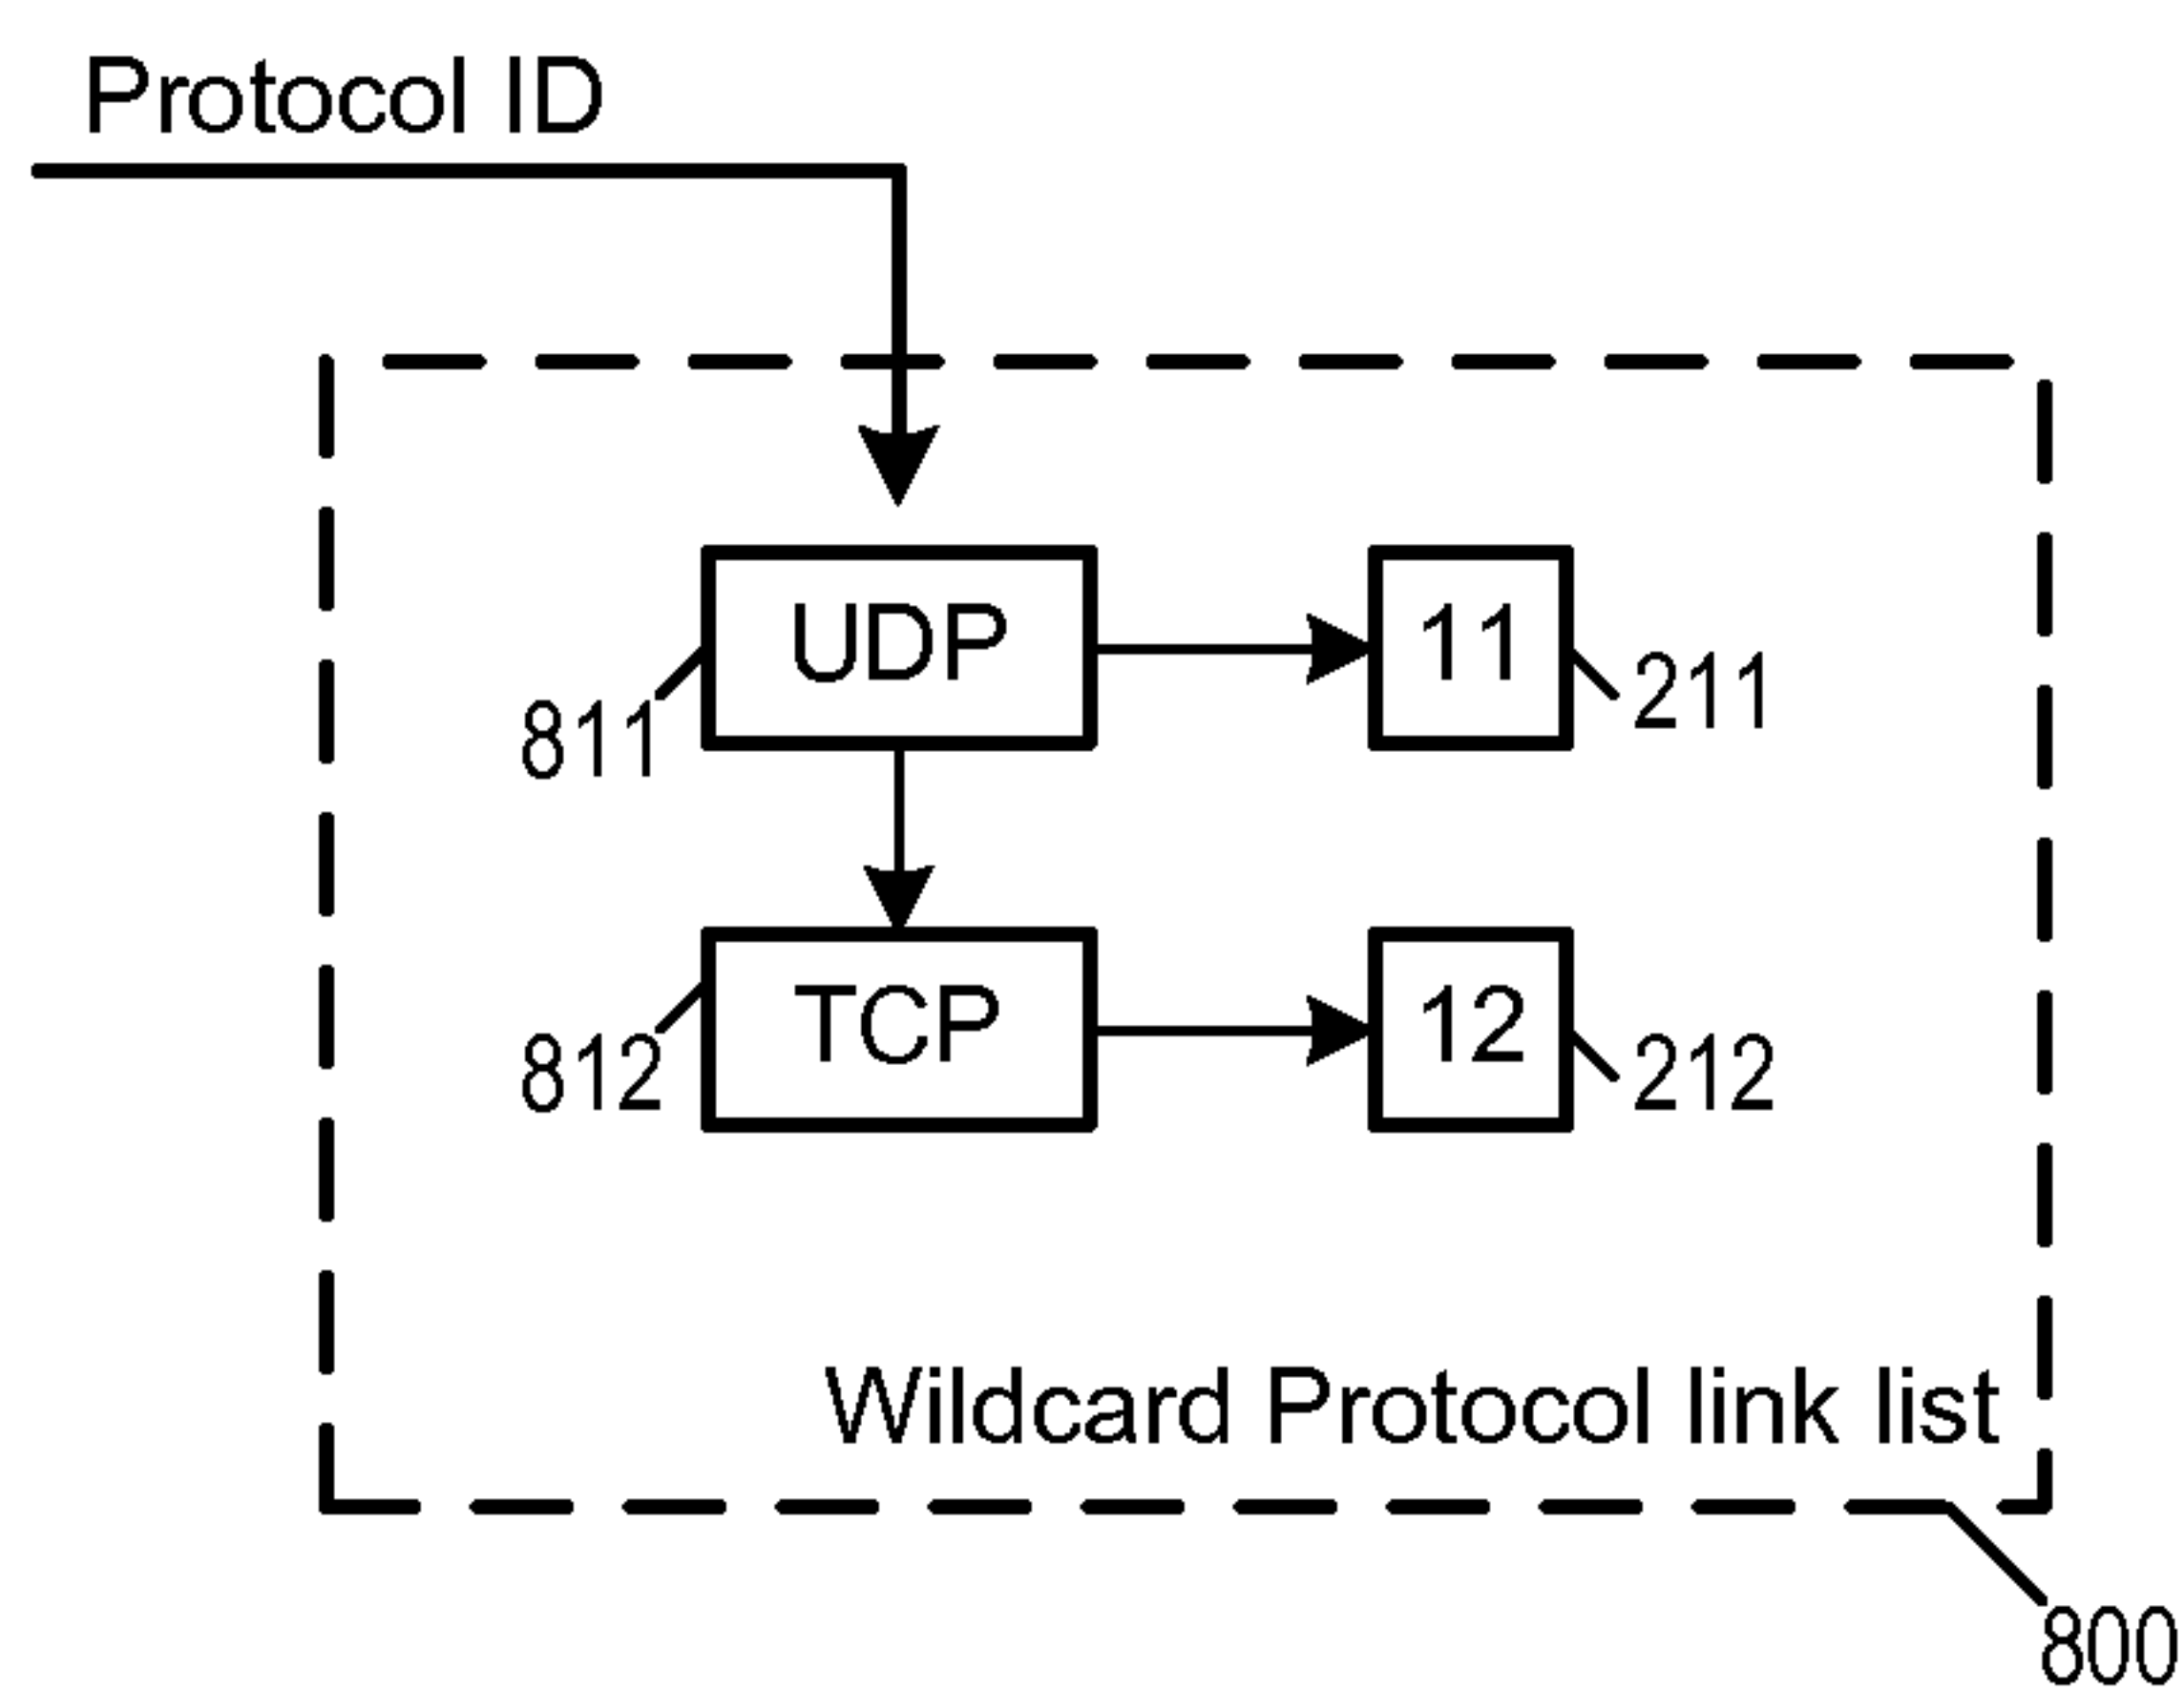 Protocol ID
UDP
11
811
211
TCP
12
812
212
Wildcard Protocol link list
800